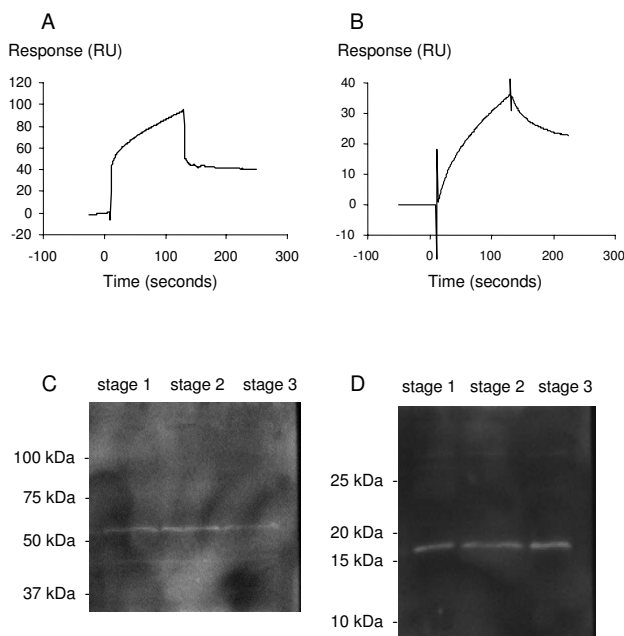 A
Response (RU)
120
100
80
60
40
20
0
-20
-100 0 100 200 300
Time (seconds)
B
Response (RU)
40
30
20
10
0
-10
-100 0 100 200 300
Time (seconds)
C stage 1 stage 2 stage 3
100 kDa -
75 kDa -
50 kDa -
37 kDa -
D stage 1 stage 2 stage 3
25 kDa -
20 kDa -
15 kDa -
10 kDa -